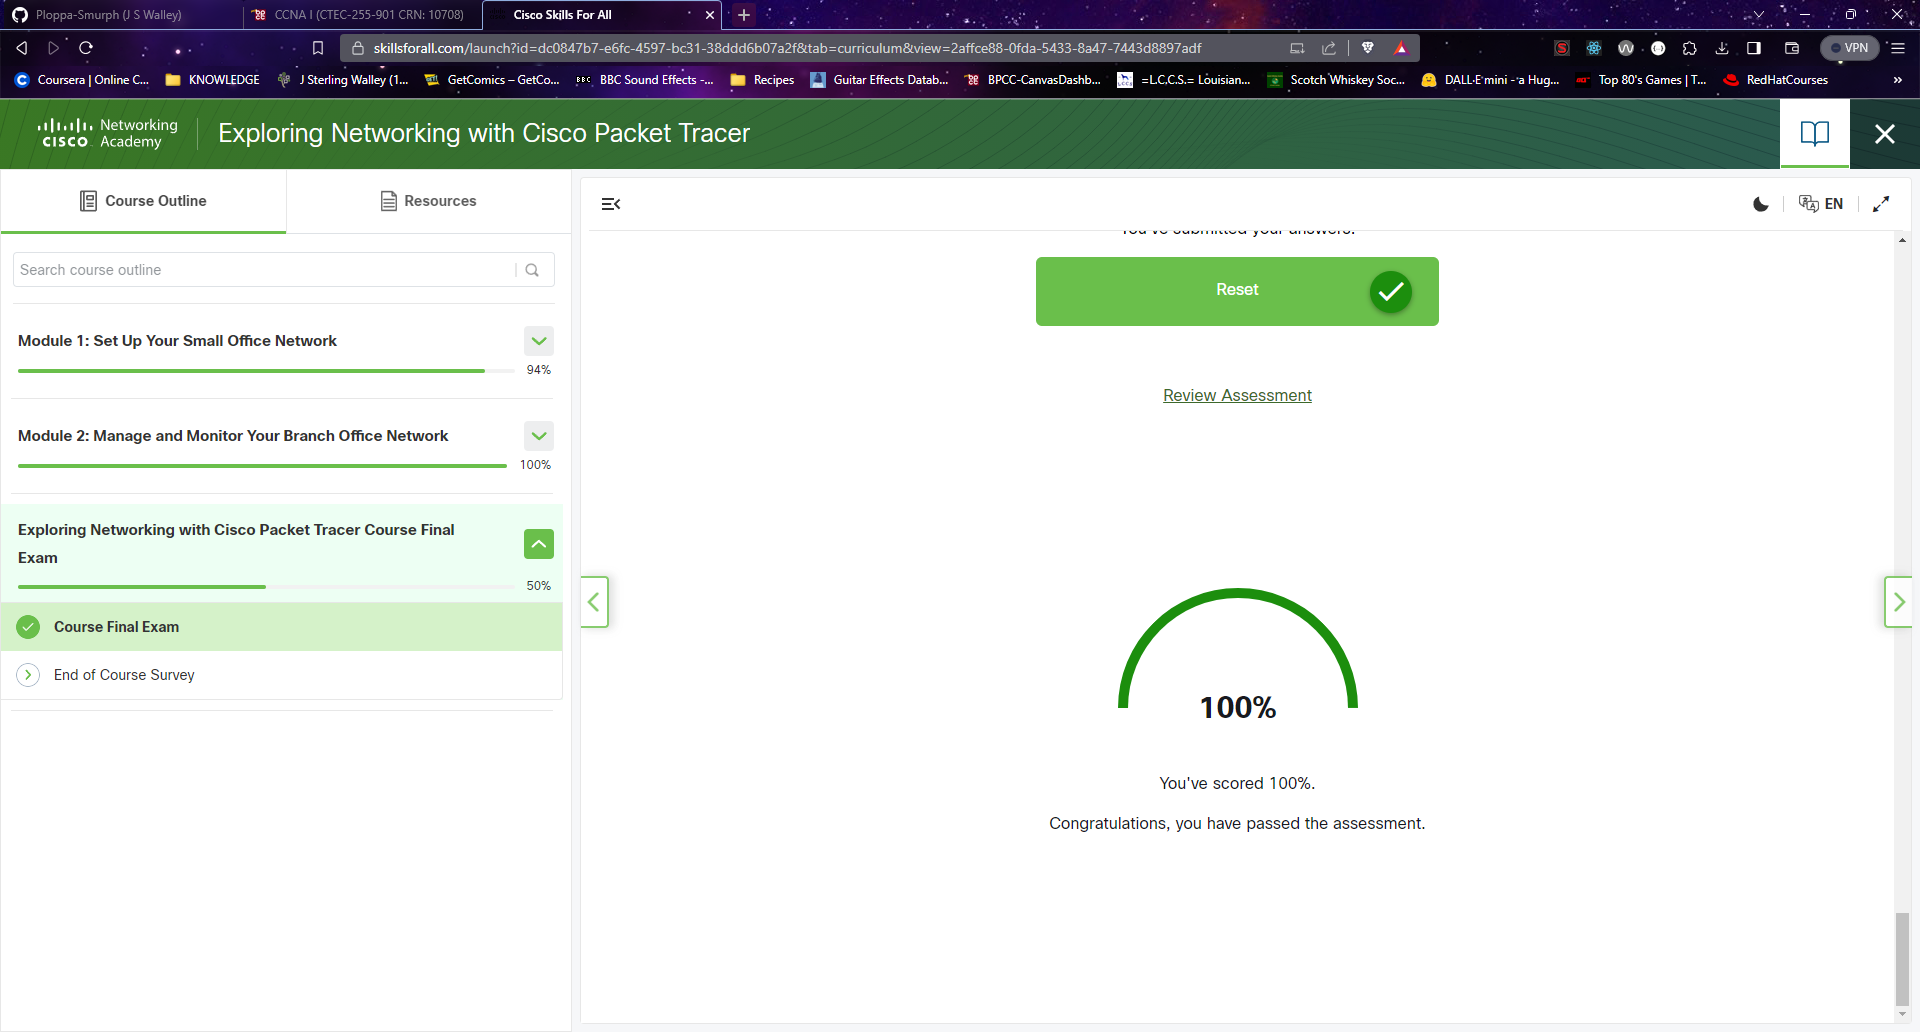 Ploppa-Smurph (J S Walley)
CCNA I (CTEC-255-901 CRN: 10708)
Cisco Skills For All
skillsforall.com/launch?id=dc0847b7-e6fc-4597-bc31-38ddd6b07a2f&tab=curriculum&view=2affce88-0fda-5433-8a47-7443d8897adf
VPN
Coursera | Online C...
KNOWLEDGE
J Sterling Walley (1...
GetComics – GetCo...
BBC
BBC Sound Effects -...
Recipes
Guitar Effects Datab...
BPCC-CanvasDashb...
=L.C.C.S.= Louisian...
Scotch Whiskey Soc...
DALL·E mini - a Hug...
Top 80's Games | T...
RedHatCourses
»
CISCO
Networking
Academy
Exploring Networking with Cisco Packet Tracer
Course Outline
Resources
EN
Search course outline
You've submitted your answers.
Reset
Module 1: Set Up Your Small Office Network
94%
Review Assessment
Module 2: Manage and Monitor Your Branch Office Network
100%
Exploring Networking with Cisco Packet Tracer Course Final
Exam
50%
Course Final Exam
End of Course Survey
100%
You've scored 100%.
Congratulations, you have passed the assessment.